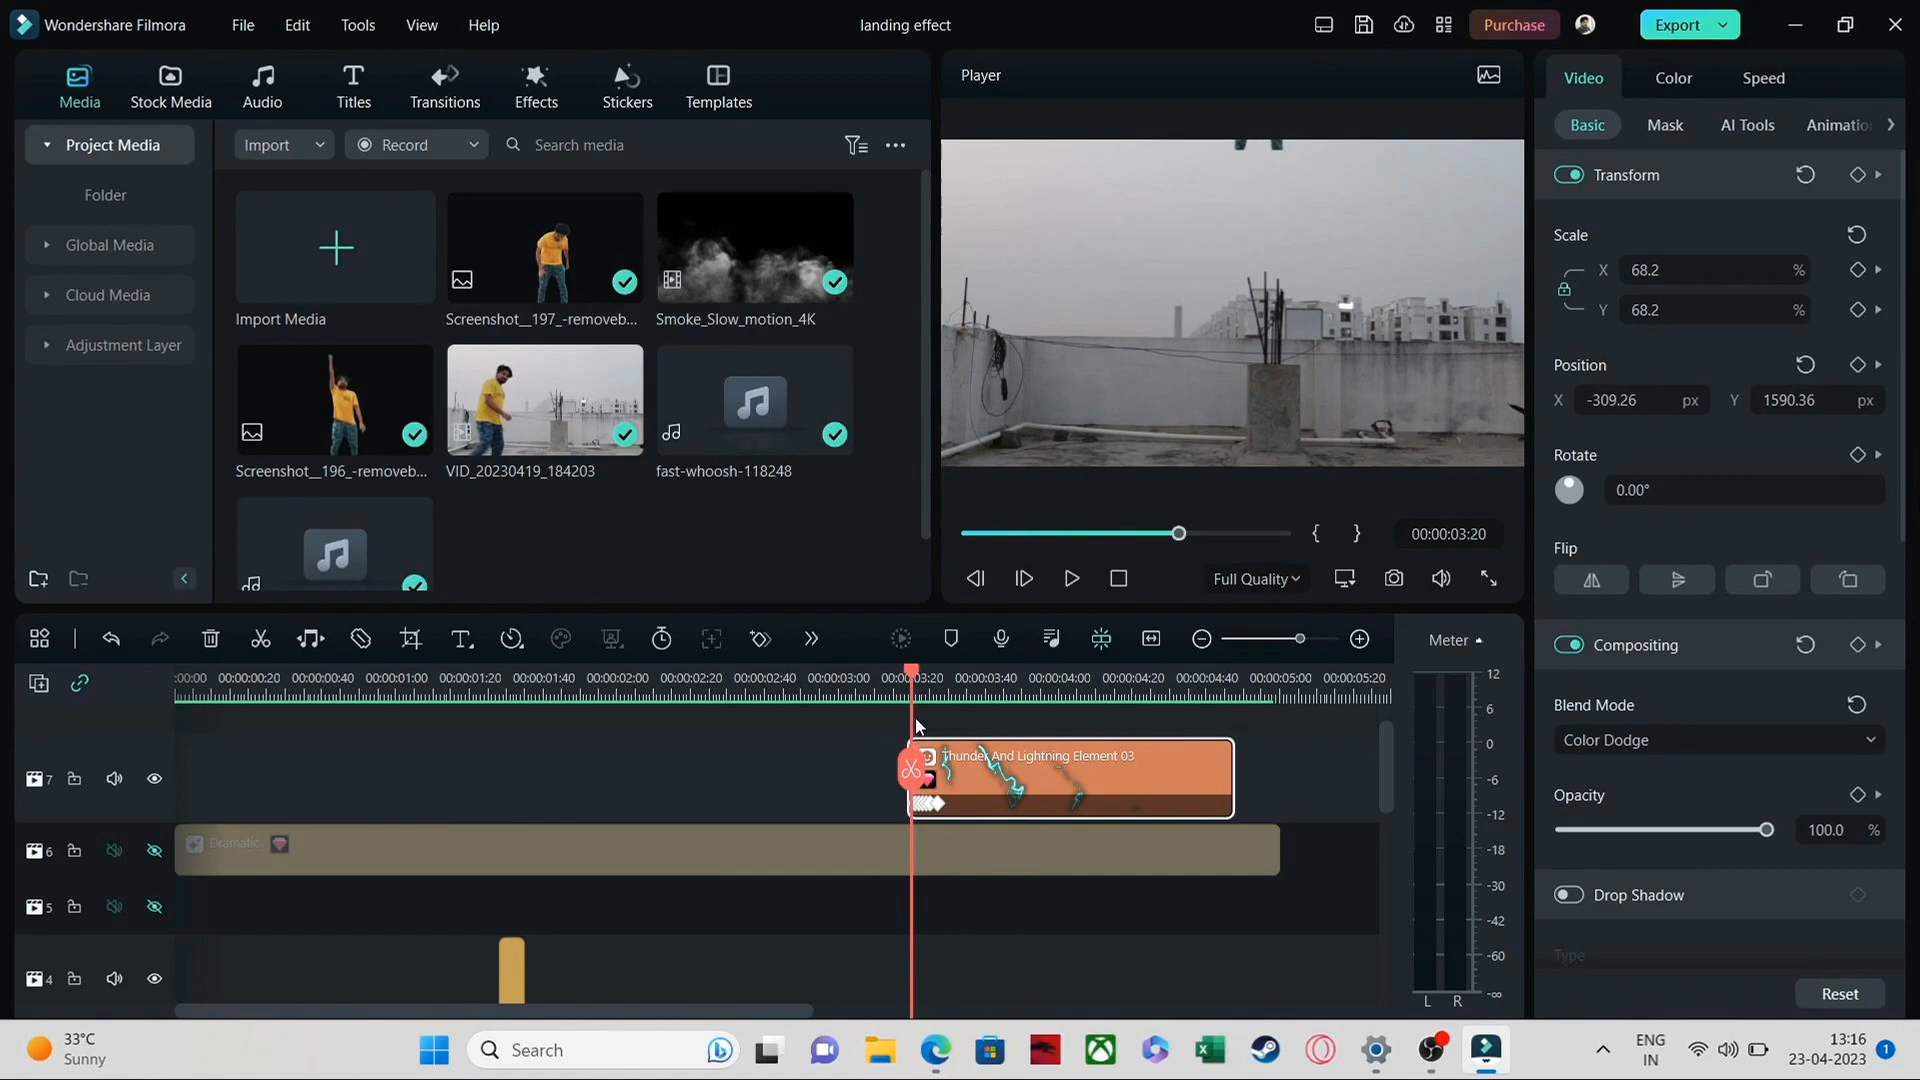 Wondershare Filmora
File
Edit
Tools
View
Help
landing effect
Purchase
Export
Media
Stock Media
Audio
Titles
Transitions
Effects
Stickers
Templates
Player
Video
Color
Speed
Project Media
Import
Record
Search media
Basic
Mask
AI Tools
Animatio
Folder
Global Media
Cloud Media
Adjustment Layer
Import Media
Screenshot__197_-removeb...
Smoke_Slow_motion_4K
Screenshot__196_-removeb...
VID_20230419_184203
fast-whoosh-118248
Transform
Scale
X 68.2 %
Y 68.2 %
Position
X -309.26 px Y 1590.36 px
Rotate
0.00°
Flip
{ } 00:00:03:20
Full Quality
Compositing
Blend Mode
Color Dodge
Opacity
100.0 %
Drop Shadow
Type
Reset
Meter
:00:00 00:00:00:20 00:00:00:40 00:00:01:00 00:00:01:20 00:00:01:40 00:00:02:00 00:00:02:20 00:00:02:40 00:00:03:00 00:00:03:20 00:00:03:40 00:00:04:00 00:00:04:20 00:00:04:40 00:00:05:00 00:00:05:20
12
6
0
-6
-12
-18
-30
-42
-60
-∞
L R
7
Thunder And Lightning Element 03
6
Dramatic
5
4
33°C
Sunny
Search
ENG
IN
13:16
23-04-2023
1